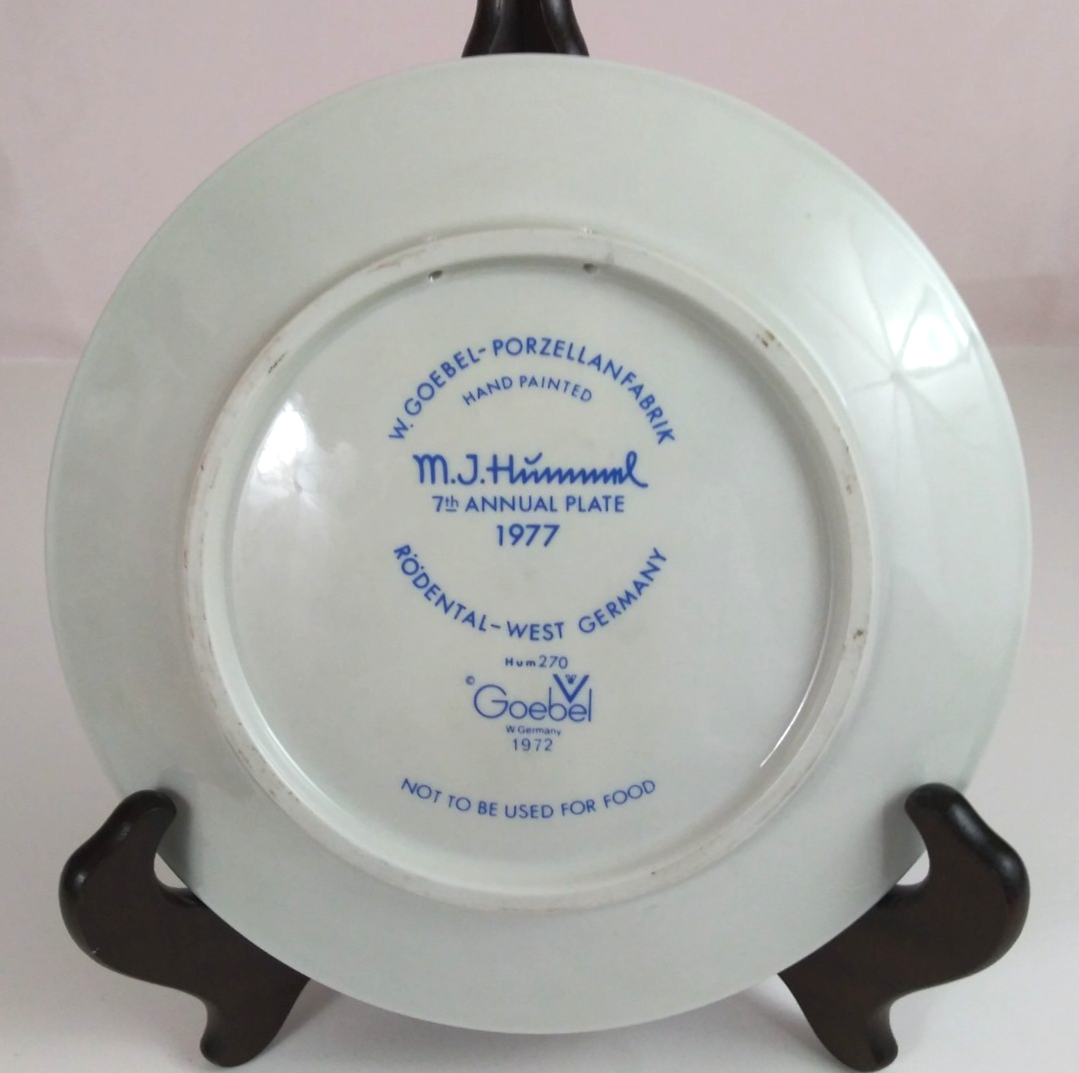 W. GOEBEL-PORZELLANFABRIK
HAND PAINTED
M.J.Hummel
7th ANNUAL PLATE
1977
RÖDENTAL-WEST GERMANY
Hum 270
© Goebel
W. Germany
1972
NOT TO BE USED FOR FOOD